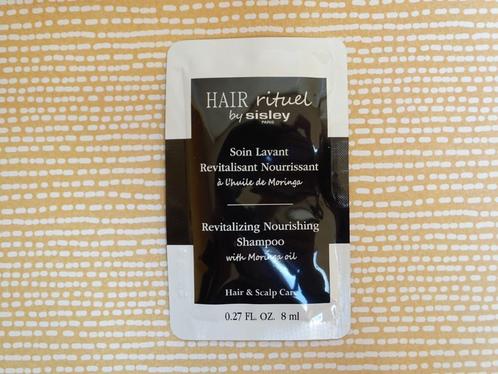 HAIR rituel
by sisley
PARIS
Soin Lavant
Revitalisant Nourrissant
à l'huile de Moringa
Revitalizing Nourishing
Shampoo
with Moringa oil
Hair & Scalp Care
0.27 FL. OZ. 8 ml